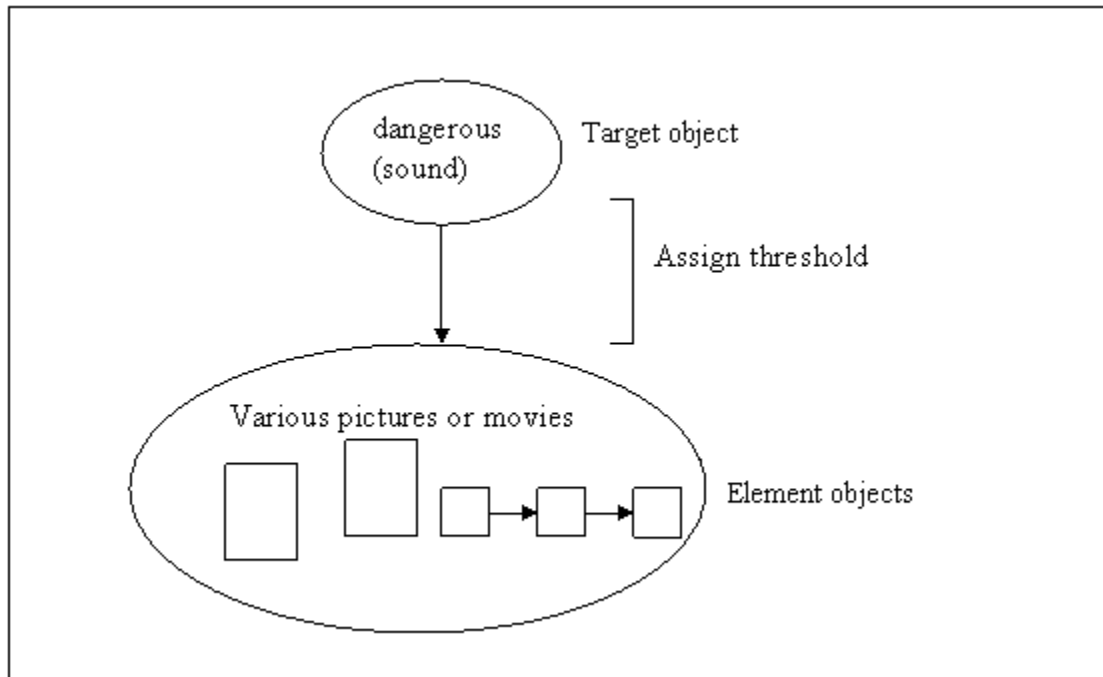 dangerous
(sound)
Target object
Assign threshold
Various pictures or movies
Element objects